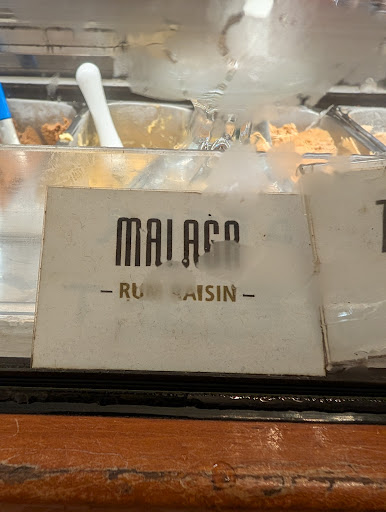 MALAGA
– RUM RAISIN –